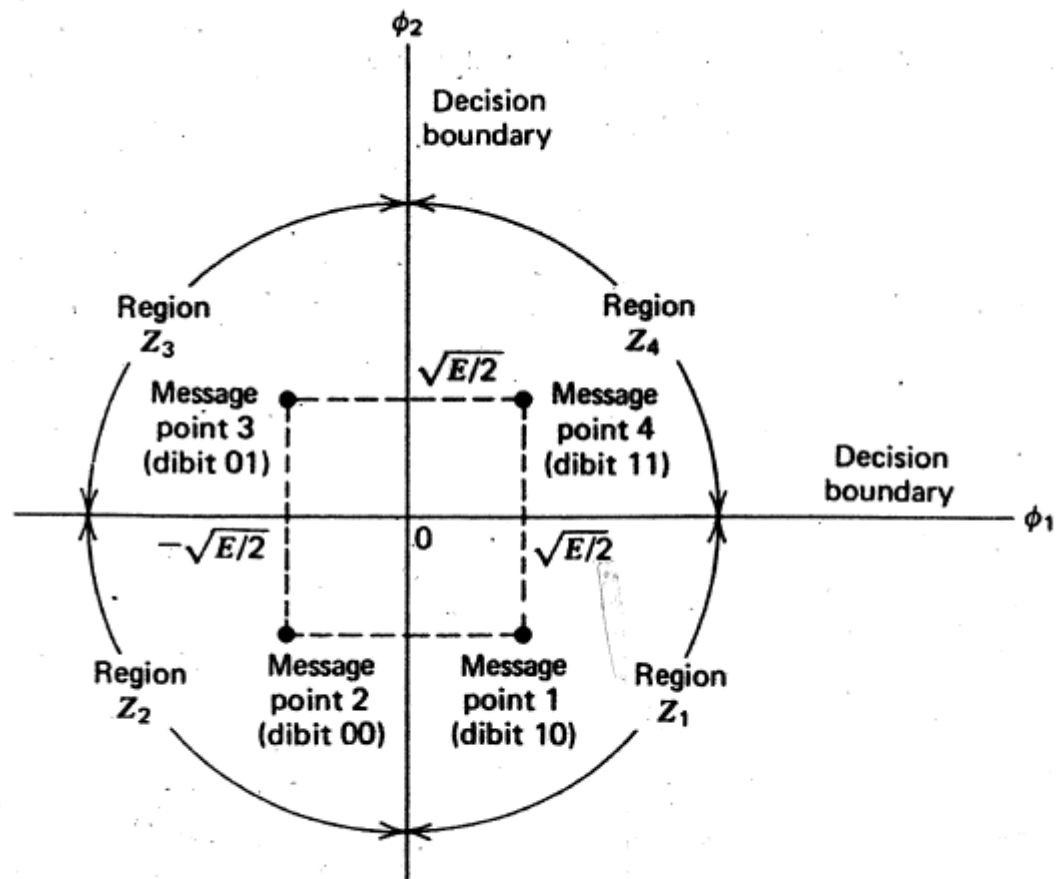 ϕ₂
Decision
boundary
Region
Z₃
Region
Z₄
√E/2
Message
point 3
(dibit 01)
Message
point 4
(dibit 11)
Decision
boundary
ϕ₁
−√E/2
0
√E/2
Region
Z₂
Message
point 2
(dibit 00)
Message
point 1
(dibit 10)
Region
Z₁